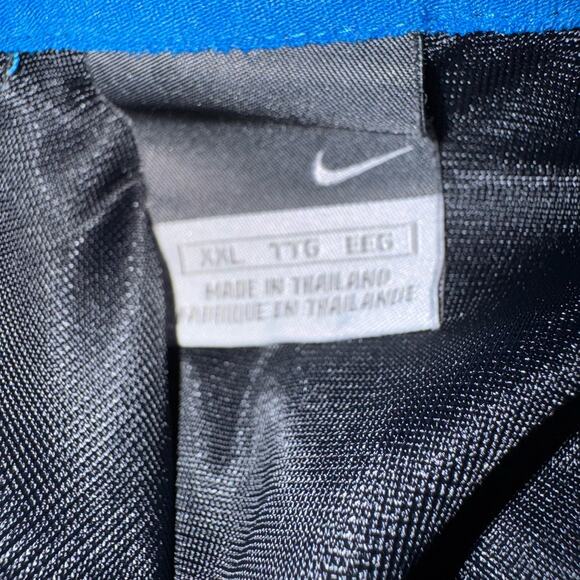 XXL TTG EEG
MADE IN THAILAND
FABRIQUE EN THAILANDE